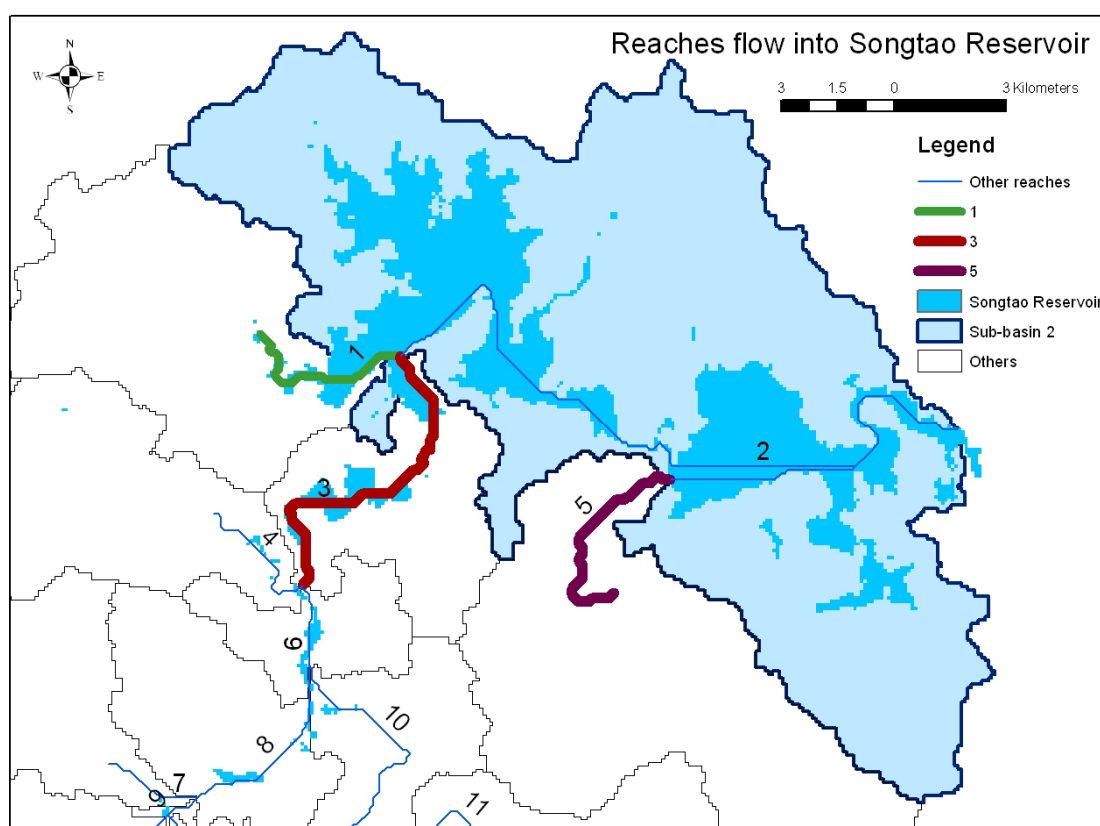 Reaches flow into Songtao Reservoir
N
W E
S
3 1.5 0 3 Kilometers
Legend
Other reaches
1
3
5
Songtao Reservoir
Sub-basin 2
Others
1
2
3
5
4
6
10
8
7
9
11